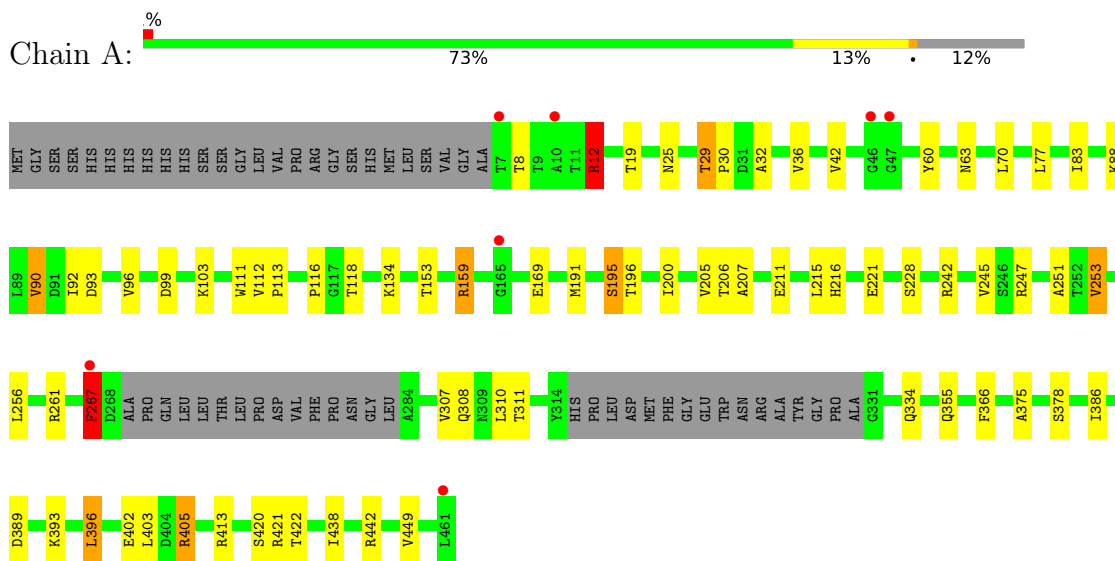 .%
Chain A:
73% 13% • 12%
MET GLY SER SER HIS HIS HIS HIS HIS HIS SER SER GLY LEU VAL PRO ARG GLY SER HIS MET LEU SER VAL GLY ALA T7 T8 T9 A10 T11 R12 T19 N25 T29 P30 D31 A32 V36 V42 G46 G47 Y60 N63 L70 L77 I83 K88
L89 V90 D91 I92 D93 V96 D99 K103 W111 V112 P113 P116 G117 T118 K134 T153 R159 G165 E169 M191 S195 T196 I200 V205 T206 A207 E211 L215 H216 E221 S228 R242 V245 S246 R247 A251 T252 V253
L256 R261 F267 D268 ALA PRO GLN LEU LEU THR LEU PRO ASP VAL PHE PRO ASN GLY LEU A284 V307 Q308 N309 L310 T311 Y314 HIS PRO LEU ASP MET PHE GLY GLU TRP ASN ARG ALA TYR GLY PRO ALA G331 Q334 Q355 F366 A375 S378 I386
D389 K393 L396 E402 L403 D404 R405 R413 S420 R421 T422 I438 R442 V449 L461